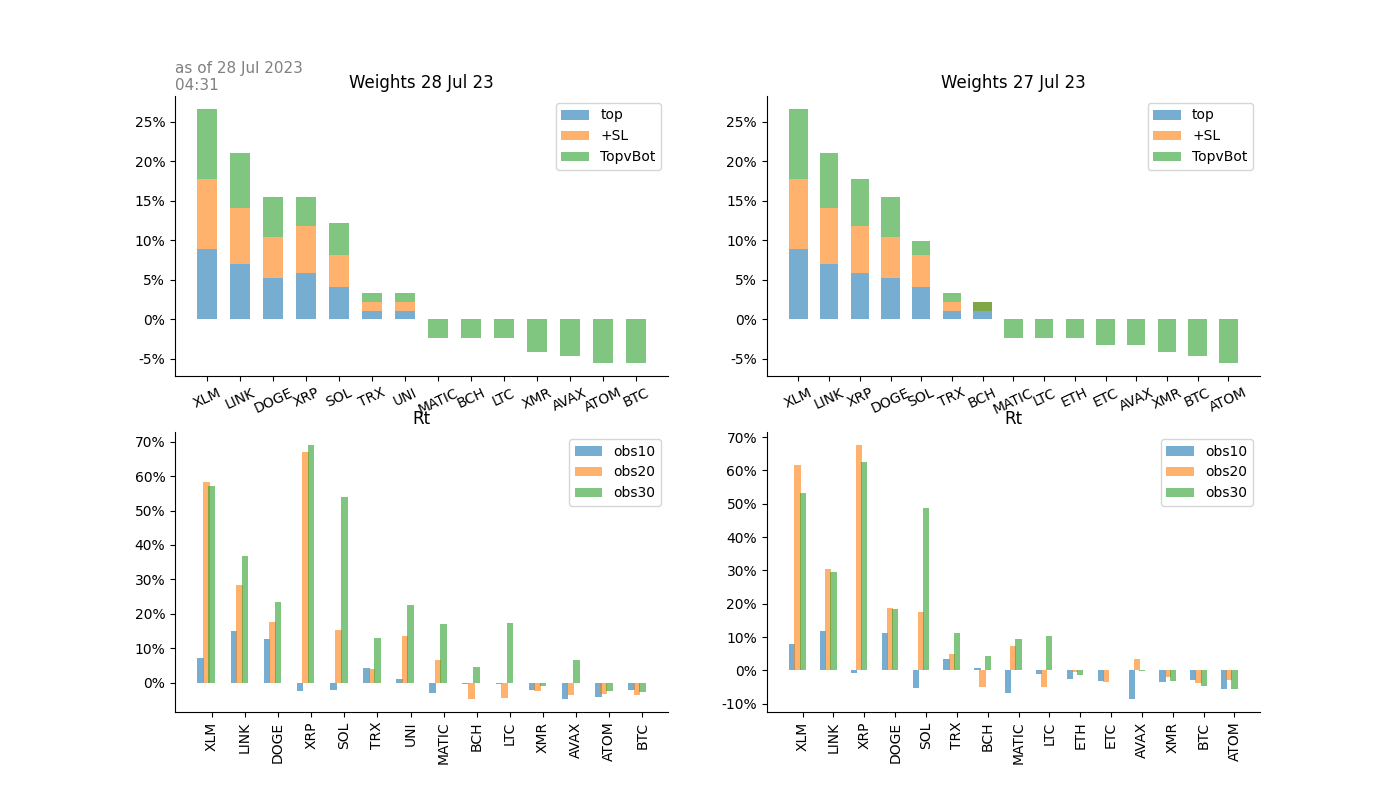 as of 28 Jul 2023
04:31
Weights 28 Jul 23
25%
20%
15%
10%
5%
0%
-5%
top
+SL
TopvBot
XLM LINK DOGE XRP SOL TRX UNI MATIC BCH LTC XMR AVAX ATOM BTC
Weights 27 Jul 23
25%
20%
15%
10%
5%
0%
-5%
top
+SL
TopvBot
XLM LINK XRP DOGE SOL TRX BCH MATIC LTC ETH ETC AVAX XMR BTC ATOM
Rt
70%
60%
50%
40%
30%
20%
10%
0%
obs10
obs20
obs30
XLM LINK DOGE XRP SOL TRX UNI MATIC BCH LTC XMR AVAX ATOM BTC
Rt
70%
60%
50%
40%
30%
20%
10%
0%
-10%
obs10
obs20
obs30
XLM LINK XRP DOGE SOL TRX BCH MATIC LTC ETH ETC AVAX XMR BTC ATOM